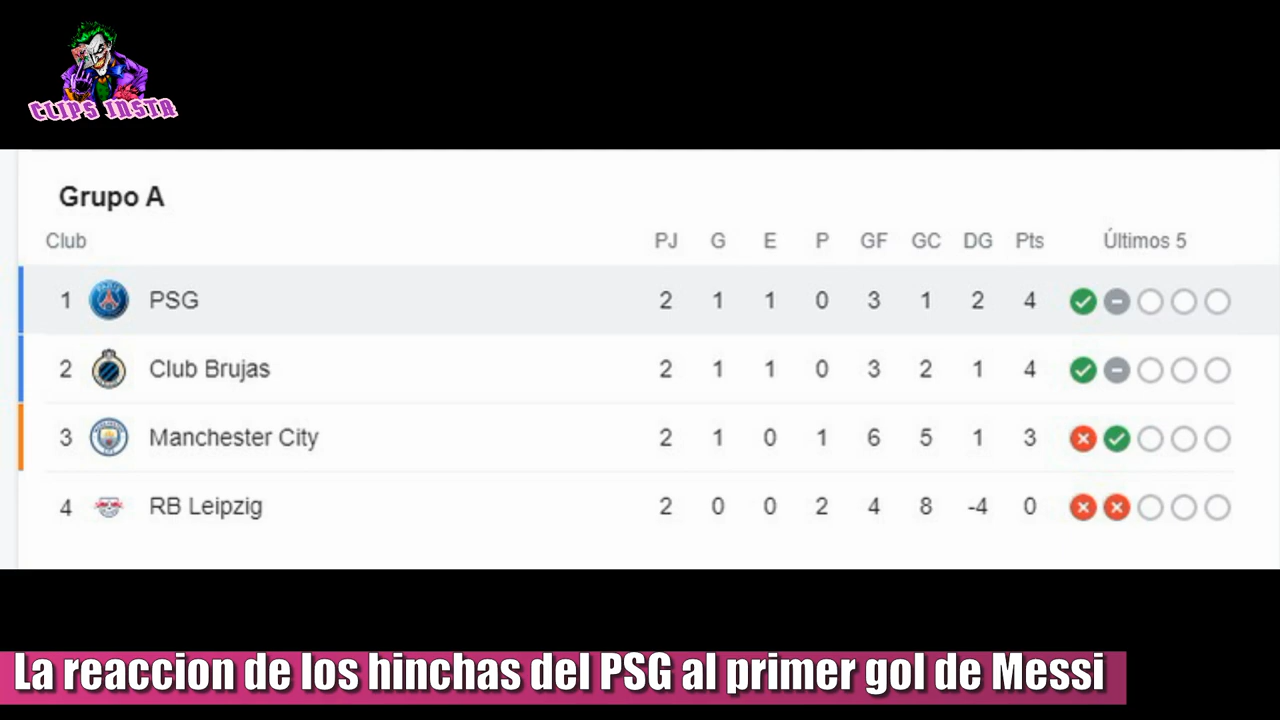 CLIPS INSTA
Grupo A
Club PJ G E P GF GC DG Pts Últimos 5
1 PSG 2 1 1 0 3 1 2 4
2 Club Brujas 2 1 1 0 3 2 1 4
3 Manchester City 2 1 0 1 6 5 1 3
4 RB Leipzig 2 0 0 2 4 8 -4 0
La reaccion de los hinchas del PSG al primer gol de Messi